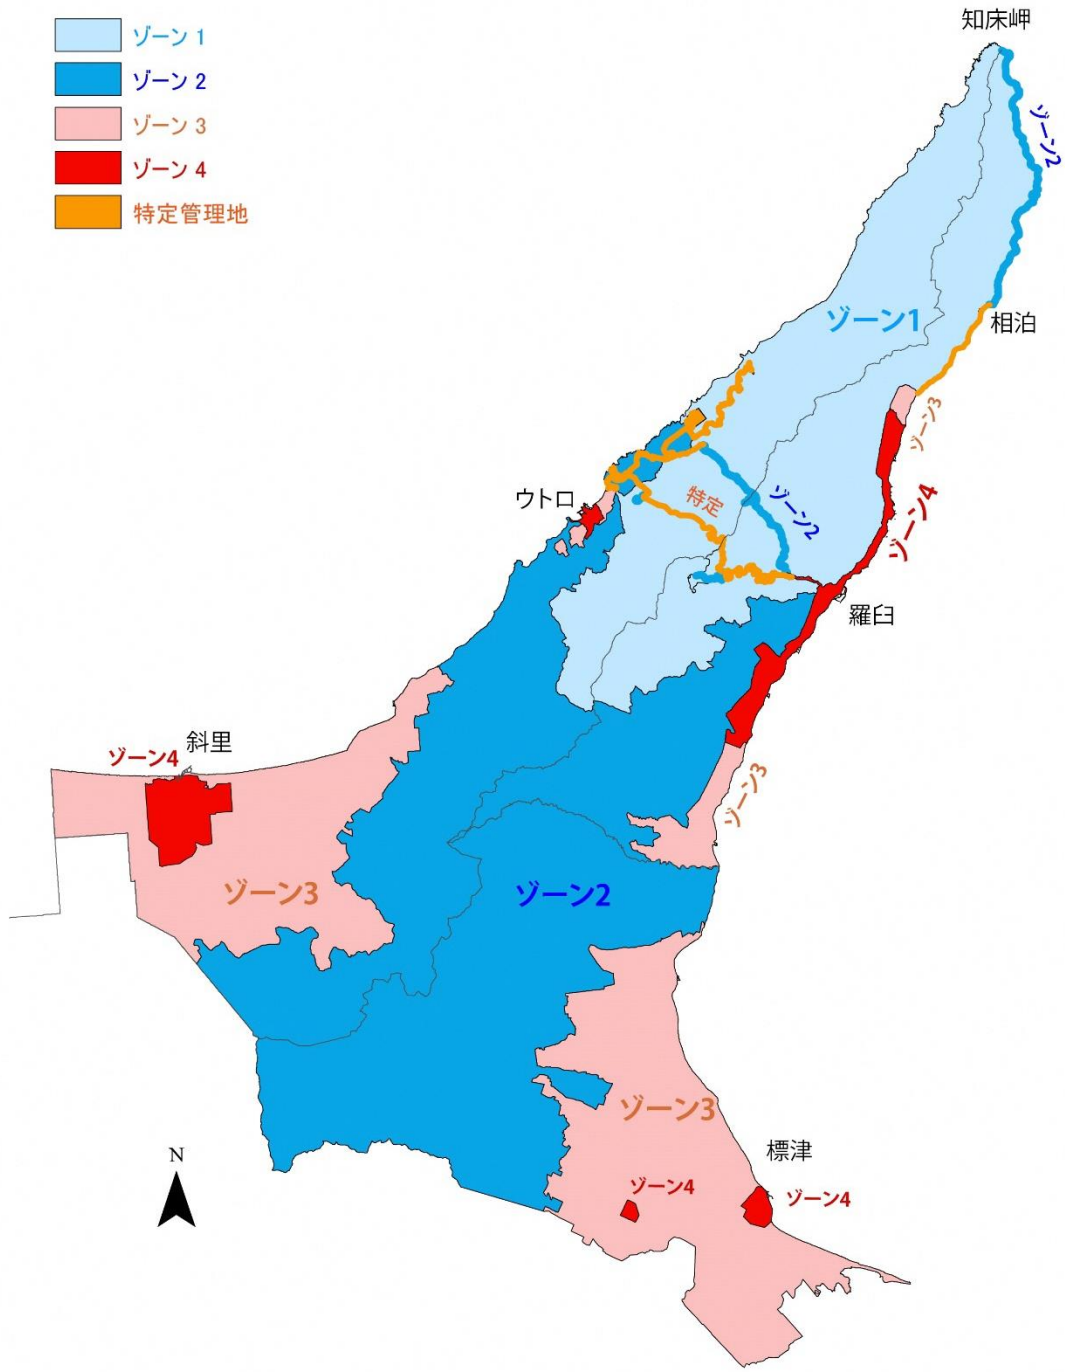 知床岬
ゾーン 1
ゾーン 2
ゾーン 3
ゾーン 4
特定管理地
ゾーン2
ゾーン1
相泊
ゾーン3
ウトロ
特定
ゾーン2
ゾーン4
羅臼
斜里
ゾーン4
ゾーン3
ゾーン3
ゾーン2
ゾーン3
標津
ゾーン4
ゾーン4
N